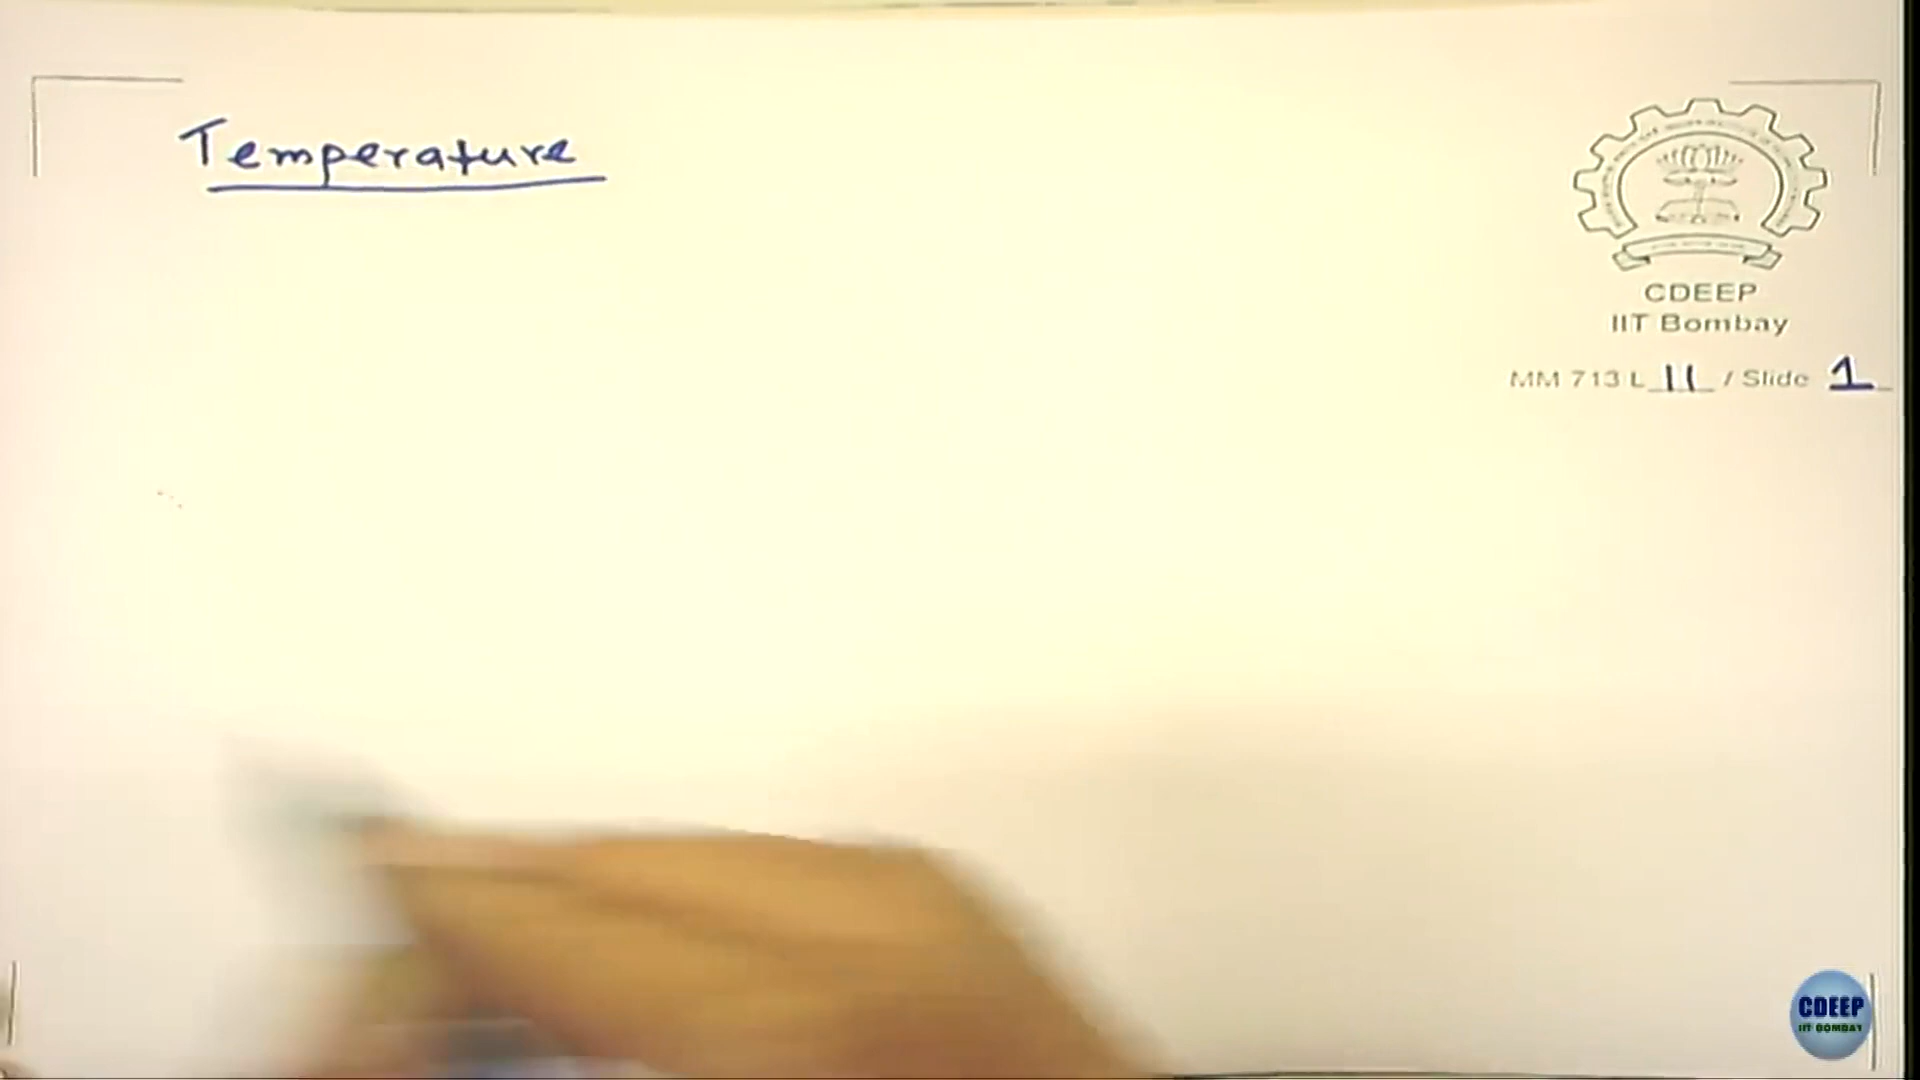 Temperature
CDEEP
IIT Bombay
MM 713 L 11 / Slide 1
CDEEP
IIT BOMBAY